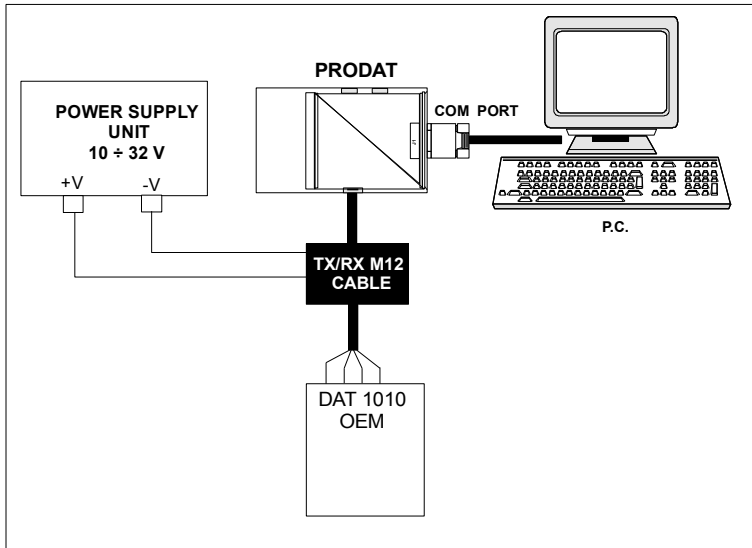 PRODAT
COM PORT
POWER SUPPLY
UNIT
10 ÷ 32 V
+V
-V
P.C.
TX/RX M12
CABLE
DAT 1010
OEM